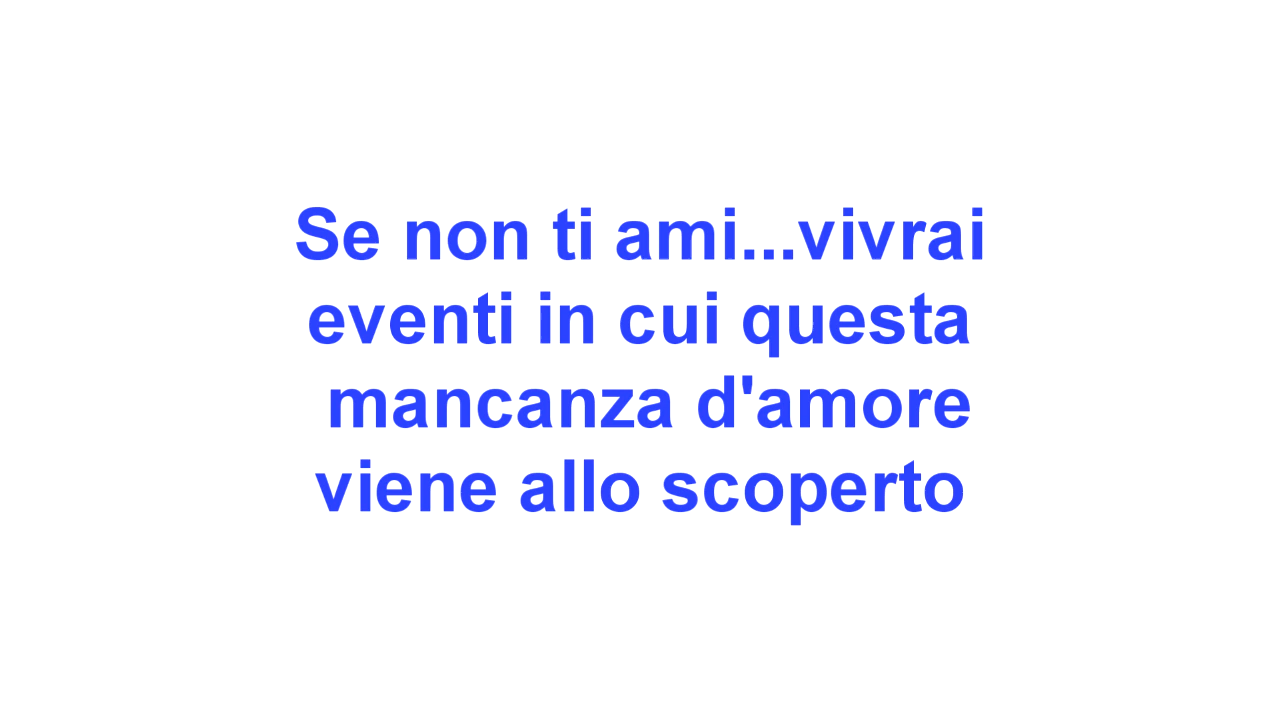 Se non ti ami...vivrai
eventi in cui questa
mancanza d'amore
viene allo scoperto